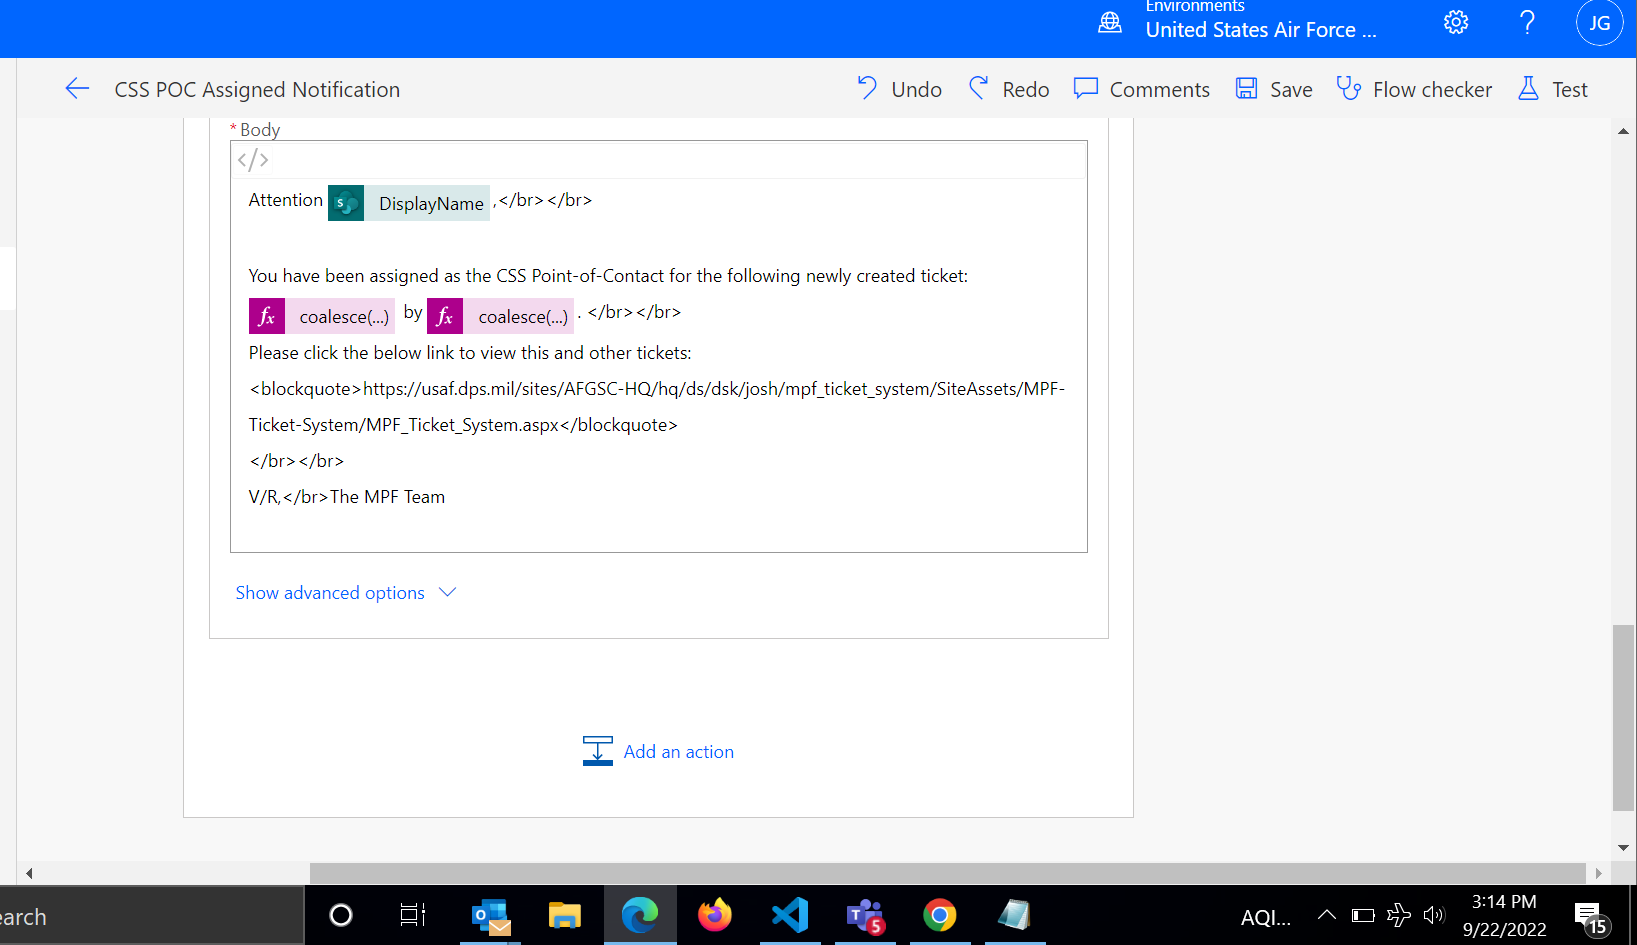 Environments
United States Air Force ...
JG
CSS POC Assigned Notification
Undo
Redo
Comments
Save
Flow checker
Test
* Body
</>
Attention DisplayName ,</br></br>
You have been assigned as the CSS Point-of-Contact for the following newly created ticket:
fx coalesce(...) by fx coalesce(...) . </br></br>
Please click the below link to view this and other tickets:
<blockquote>https://usaf.dps.mil/sites/AFGSC-HQ/hq/ds/dsk/josh/mpf_ticket_system/SiteAssets/MPF-
Ticket-System/MPF_Ticket_System.aspx</blockquote>
</br></br>
V/R,</br>The MPF Team
Show advanced options
Add an action
earch
AQI...
3:14 PM
9/22/2022
5
15